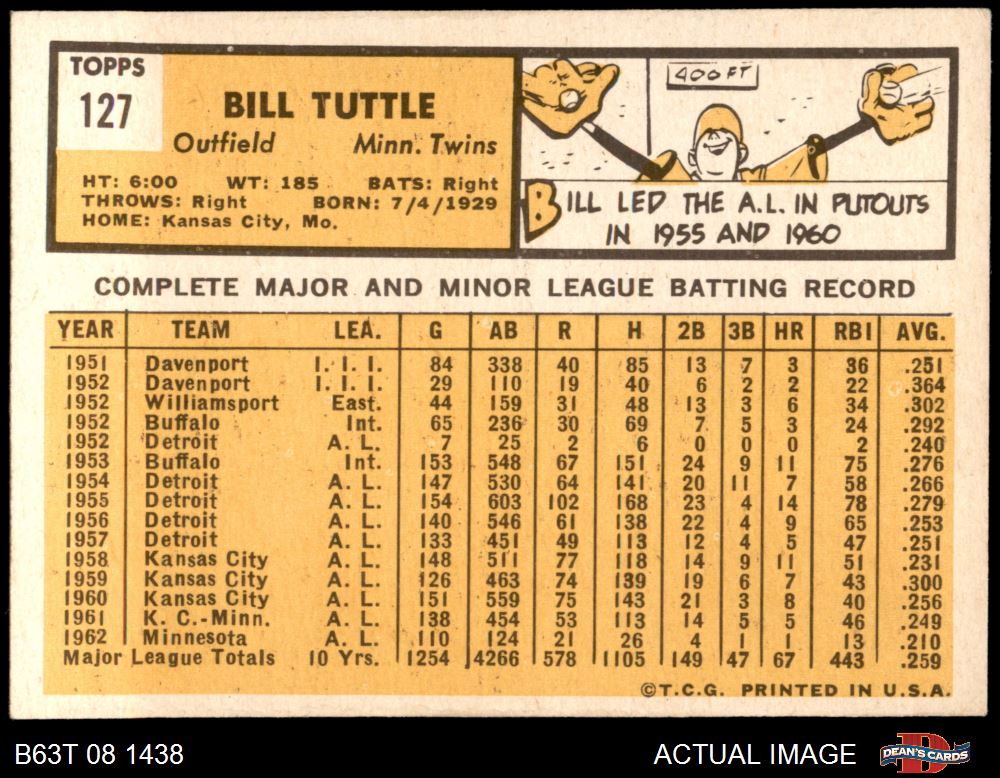 TOPPS
127
BILL TUTTLE
Outfield Minn. Twins
HT: 6:00 WT: 185 BATS: Right
THROWS: Right BORN: 7/4/1929
HOME: Kansas City, Mo.
400 FT
BILL LED THE A.L. IN PUTOUTS
IN 1955 AND 1960
COMPLETE MAJOR AND MINOR LEAGUE BATTING RECORD
YEAR TEAM LEA. G AB R H 2B 3B HR RBI AVG.
1951 Davenport I. I. I. 84 338 40 85 13 7 3 36 .251
1952 Davenport I. I. I. 29 110 19 40 6 2 2 22 .364
1952 Williamsport East. 44 159 31 48 13 3 6 34 .302
1952 Buffalo Int. 65 236 30 69 7 5 3 24 .292
1952 Detroit A. L. 7 25 2 6 0 0 0 2 .240
1953 Buffalo Int. 153 548 67 151 24 9 11 75 .276
1954 Detroit A. L. 147 530 64 141 20 11 7 58 .266
1955 Detroit A. L. 154 603 102 168 23 4 14 78 .279
1956 Detroit A. L. 140 546 61 138 22 4 9 65 .253
1957 Detroit A. L. 133 451 49 113 12 4 5 47 .251
1958 Kansas City A. L. 148 511 77 118 14 9 11 51 .231
1959 Kansas City A. L. 126 463 74 139 19 6 7 43 .300
1960 Kansas City A. L. 151 559 75 143 21 3 8 40 .256
1961 K. C.-Minn. A. L. 138 454 53 113 14 5 5 46 .249
1962 Minnesota A. L. 110 124 21 26 4 1 1 13 .210
Major League Totals 10 Yrs. 1254 4266 578 1105 149 47 67 443 .259
©T.C.G. PRINTED IN U.S.A.
B63T 08 1438 ACTUAL IMAGE DEAN'S CARDS